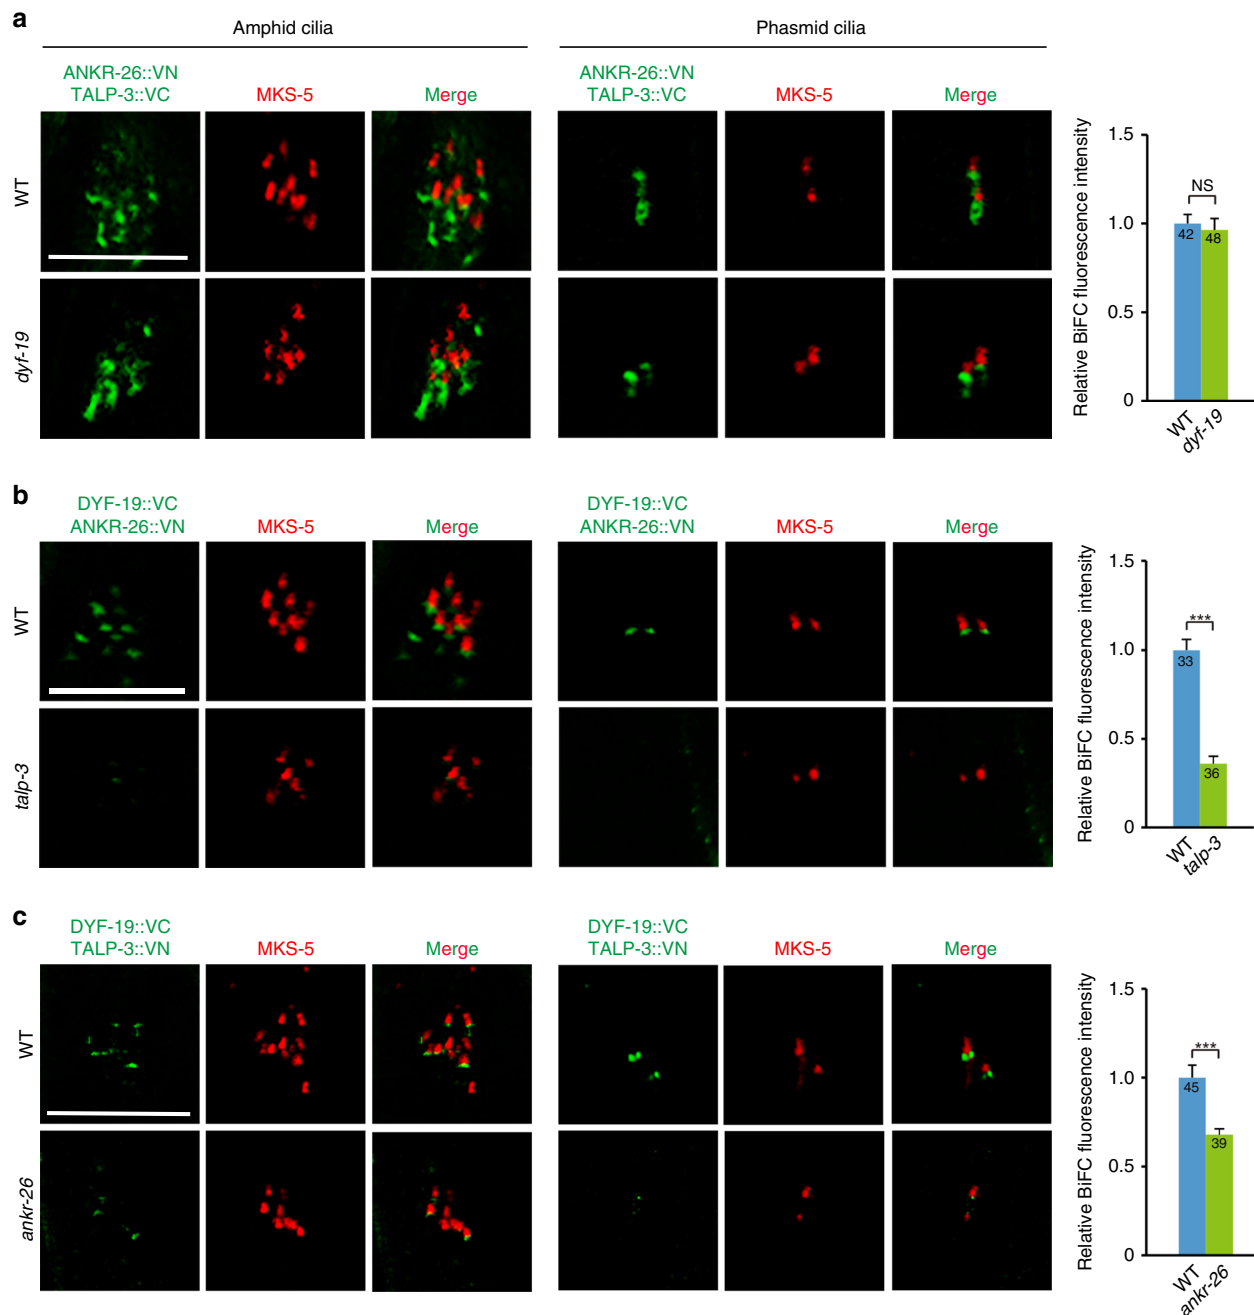 a
Amphid cilia
Phasmid cilia
ANKR-26::VN
TALP-3::VC
MKS-5
Merge
ANKR-26::VN
TALP-3::VC
MKS-5
Merge
WT
dyf-19
Relative BiFC fluorescence intensity
1.5
1.0
0.5
0
NS
42
48
WT
dyf-19
b
DYF-19::VC
ANKR-26::VN
MKS-5
Merge
DYF-19::VC
ANKR-26::VN
MKS-5
Merge
WT
talp-3
Relative BiFC fluorescence intensity
1.5
1.0
0.5
0
***
33
36
WT
talp-3
c
DYF-19::VC
TALP-3::VN
MKS-5
Merge
DYF-19::VC
TALP-3::VN
MKS-5
Merge
WT
ankr-26
Relative BiFC fluorescence intensity
1.5
1.0
0.5
0
***
45
39
WT
ankr-26